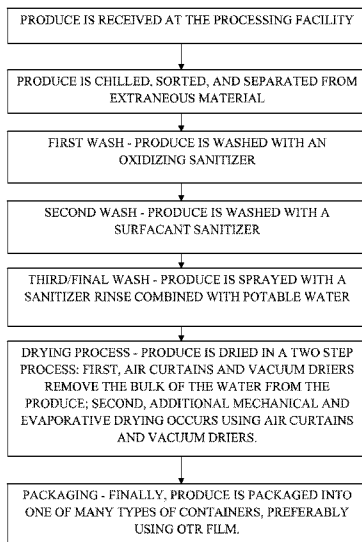 PRODUCE IS RECEIVED AT THE PROCESSING FACILITY
PRODUCE IS CHILLED, SORTED, AND SEPARATED FROM
EXTRANEOUS MATERIAL
FIRST WASH - PRODUCE IS WASHED WITH AN
OXIDIZING SANITIZER
SECOND WASH - PRODUCE IS WASHED WITH A
SURFACANT SANITIZER
THIRD/FINAL WASH - PRODUCE IS SPRAYED WITH A
SANITIZER RINSE COMBINED WITH POTABLE WATER
DRYING PROCESS - PRODUCE IS DRIED IN A TWO STEP
PROCESS: FIRST, AIR CURTAINS AND VACUUM DRIERS
REMOVE THE BULK OF THE WATER FROM THE
PRODUCE; SECOND, ADDITIONAL MECHANICAL AND
EVAPORATIVE DRYING OCCURS USING AIR CURTAINS
AND VACUUM DRIERS.
PACKAGING - FINALLY, PRODUCE IS PACKAGED INTO
ONE OF MANY TYPES OF CONTAINERS, PREFERABLY
USING OTR FILM.